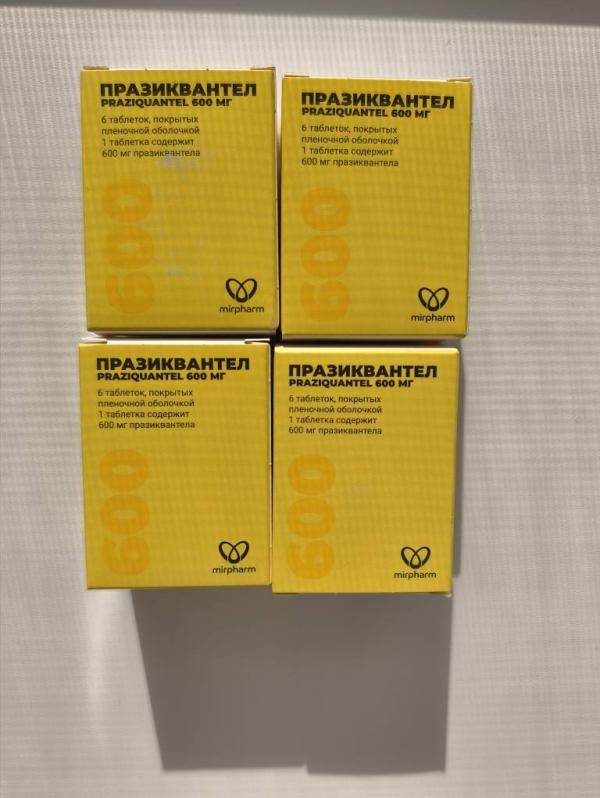 ПРАЗИКВАНТЕЛ
PRAZIQUANTEL 600 МГ
6 таблеток, покрытых
пленочной оболочкой
1 таблетка содержит
600 мг празиквантела
600
mirpharm
ПРАЗИКВАНТЕЛ
PRAZIQUANTEL 600 МГ
6 таблеток, покрытых
пленочной оболочкой
1 таблетка содержит
600 мг празиквантела
600
mirpharm
ПРАЗИКВАНТЕЛ
PRAZIQUANTEL 600 МГ
6 таблеток, покрытых
пленочной оболочкой
1 таблетка содержит
600 мг празиквантела
600
mirpharm
ПРАЗИКВАНТЕЛ
PRAZIQUANTEL 600 МГ
6 таблеток, покрытых
пленочной оболочкой
1 таблетка содержит
600 мг празиквантела
600
mirpharm